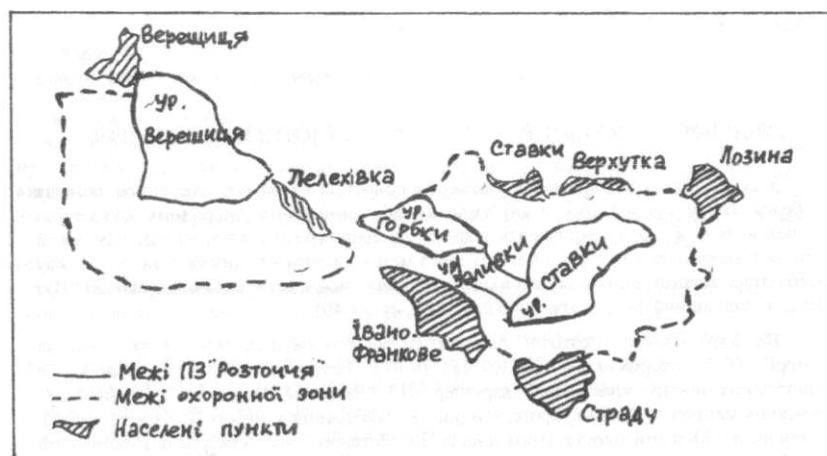 Верещиця
ур.
Верещиця
Лелехівка
Ставки
Верхутка
Лозина
ур.
Горбки
ур.
Заливки
ур. Ставки
Івано-
Франкове
Страдч
Межі ПЗ "Розточчя"
Межі охоронної зони
Населені пункти